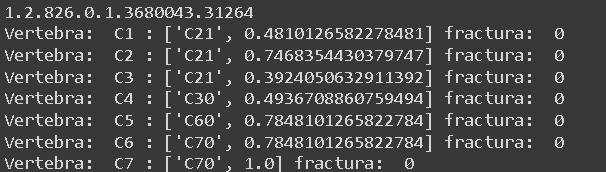 1.2.826.0.1.3680043.31264
Vertebra:  C1 : ['C21', 0.4810126582278481] fractura:  0
Vertebra:  C2 : ['C21', 0.7468354430379747] fractura:  0
Vertebra:  C3 : ['C21', 0.3924050632911392] fractura:  0
Vertebra:  C4 : ['C30', 0.4936708860759494] fractura:  0
Vertebra:  C5 : ['C60', 0.7848101265822784] fractura:  0
Vertebra:  C6 : ['C70', 0.7848101265822784] fractura:  0
Vertebra:  C7 : ['C70', 1.0] fractura:  0